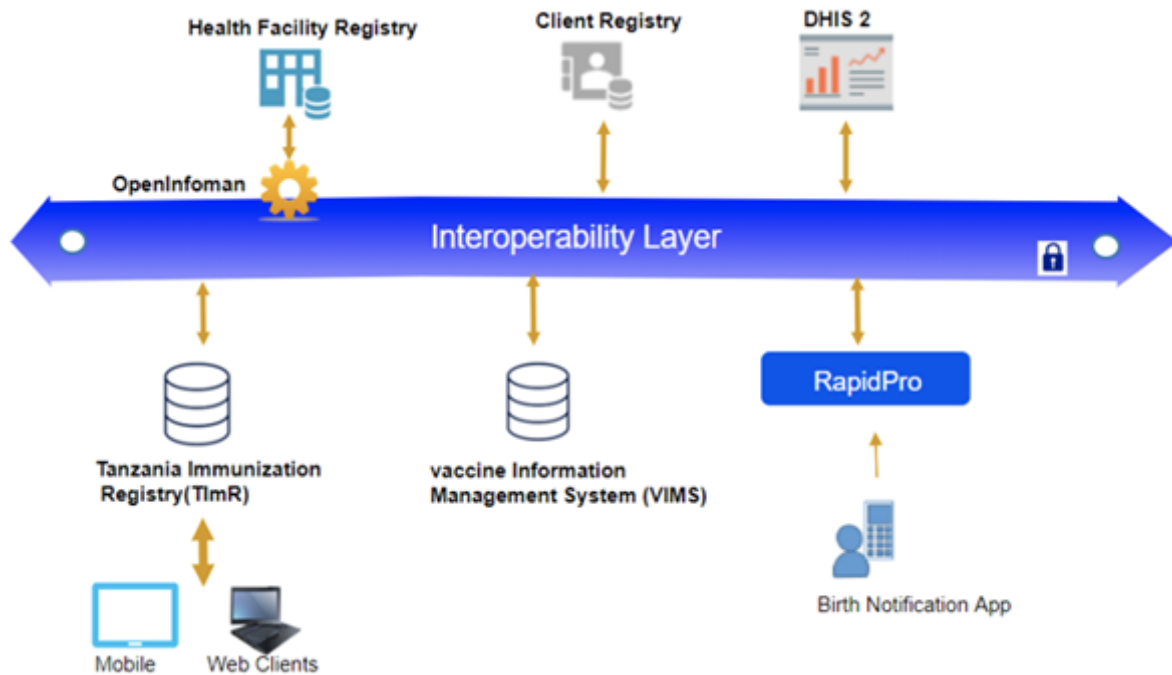 Health Facility Registry
Client Registry
DHIS 2
OpenInfoman
Interoperability Layer
RapidPro
Tanzania Immunization
Registry(TImR)
vaccine Information
Management System (VIMS)
Birth Notification App
Mobile
Web Clients